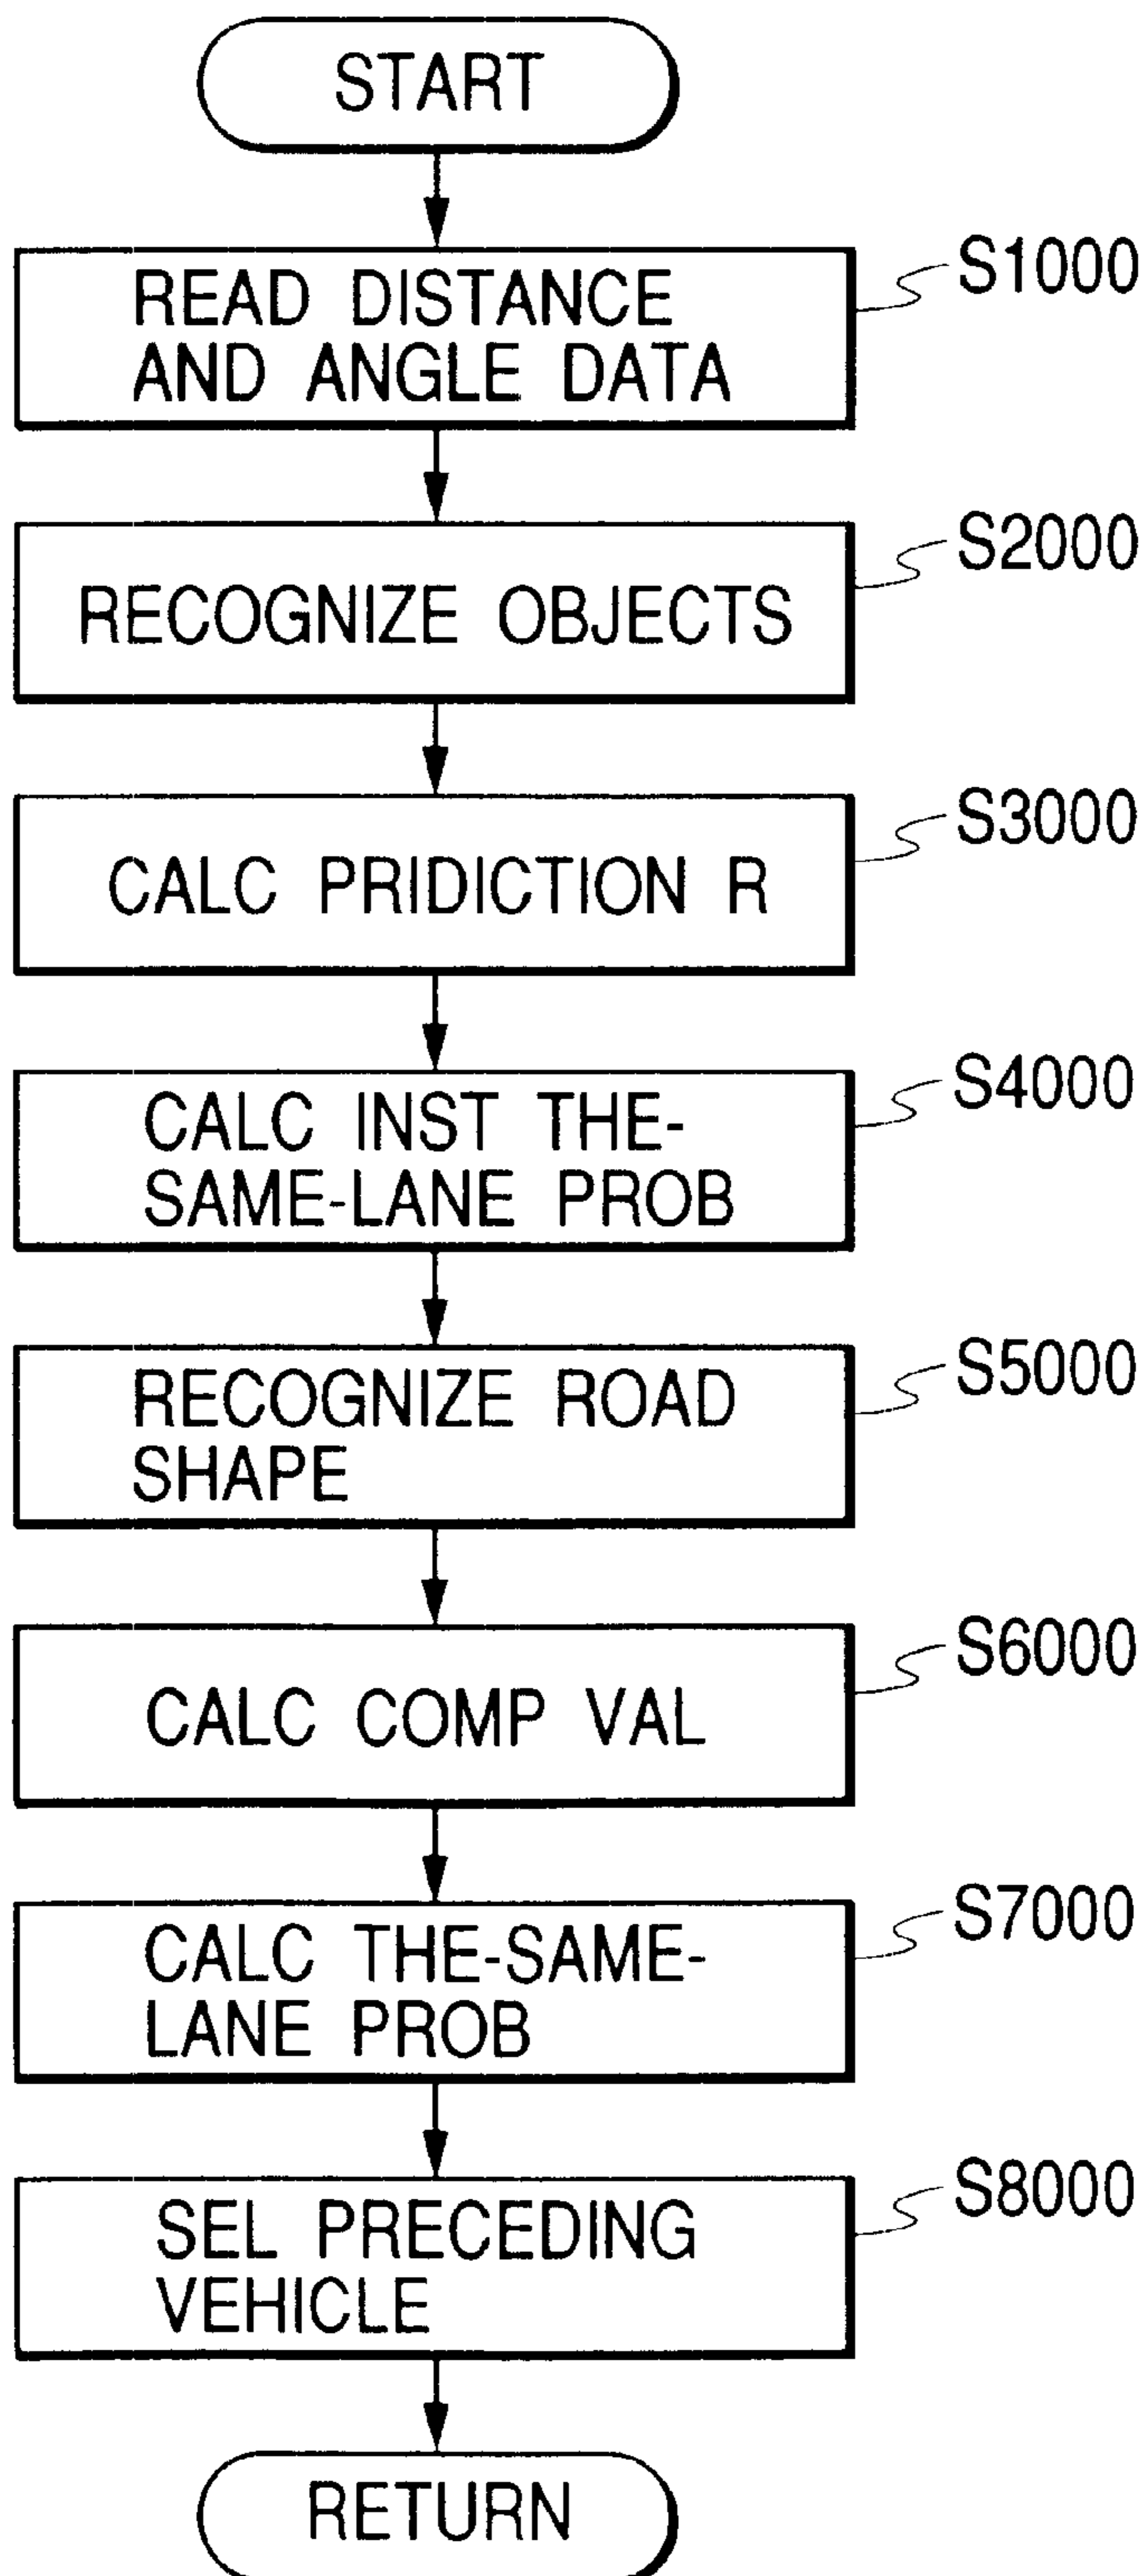 START
S1000
READ DISTANCE
AND ANGLE DATA
S2000
RECOGNIZE OBJECTS
S3000
CALC PRIDICTION R
S4000
CALC INST THE-
SAME-LANE PROB
S5000
RECOGNIZE ROAD
SHAPE
S6000
CALC COMP VAL
S7000
CALC THE-SAME-
LANE PROB
S8000
SEL PRECEDING
VEHICLE
RETURN